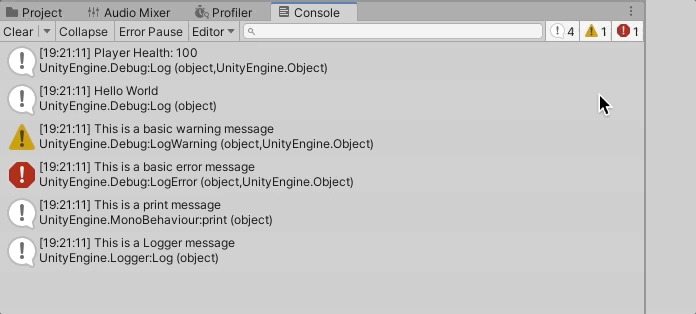 Project Audio Mixer Profiler Console
Clear Collapse Error Pause Editor 4 1 1
[19:21:11] Player Health: 100
UnityEngine.Debug:Log (object,UnityEngine.Object)
[19:21:11] Hello World
UnityEngine.Debug:Log (object)
[19:21:11] This is a basic warning message
UnityEngine.Debug:LogWarning (object,UnityEngine.Object)
[19:21:11] This is a basic error message
UnityEngine.Debug:LogError (object,UnityEngine.Object)
[19:21:11] This is a print message
UnityEngine.MonoBehaviour:print (object)
[19:21:11] This is a Logger message
UnityEngine.Logger:Log (object)